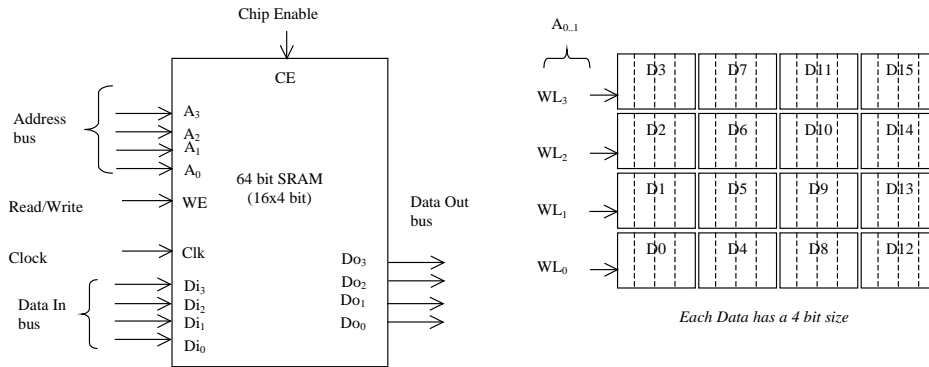 Chip Enable
CE
Address
bus
A3
A2
A1
A0
64 bit SRAM
(16x4 bit)
Read/Write
WE
Data Out
bus
Clock
Clk
Data In
bus
Di3
Di2
Di1
Di0
Do3
Do2
Do1
Do0
A0..1
WL3
D3 D7 D11 D15
WL2
D2 D6 D10 D14
WL1
D1 D5 D9 D13
WL0
D0 D4 D8 D12
Each Data has a 4 bit size